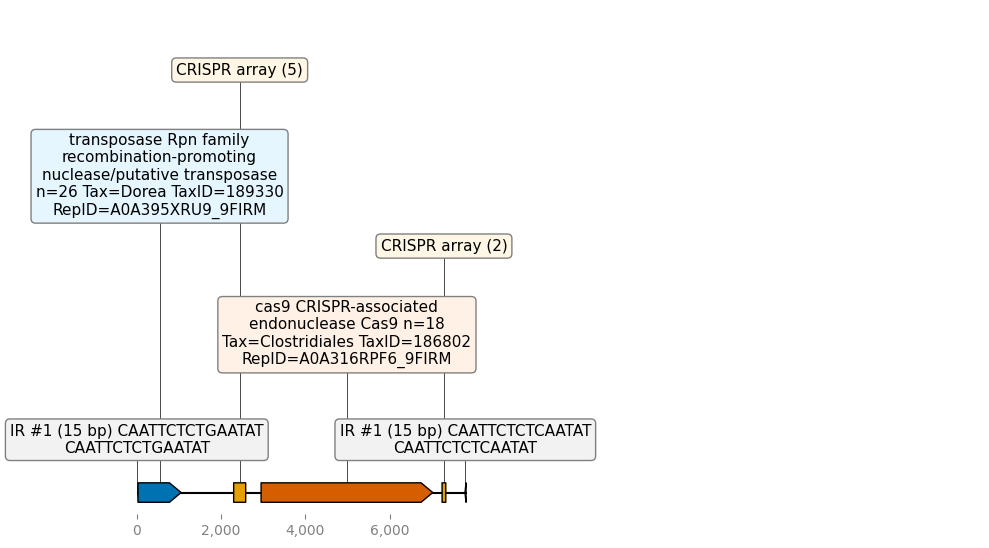 CRISPR array (5)
transposase Rpn family
recombination-promoting
nuclease/putative transposase
n=26 Tax=Dorea TaxID=189330
RepID=A0A395XRU9_9FIRM
CRISPR array (2)
cas9 CRISPR-associated
endonuclease Cas9 n=18
Tax=Clostridiales TaxID=186802
RepID=A0A316RPF6_9FIRM
IR #1 (15 bp) CAATTCTCTGAATAT
CAATTCTCTGAATAT
IR #1 (15 bp) CAATTCTCTCAATAT
CAATTCTCTCAATAT
0
2,000
4,000
6,000